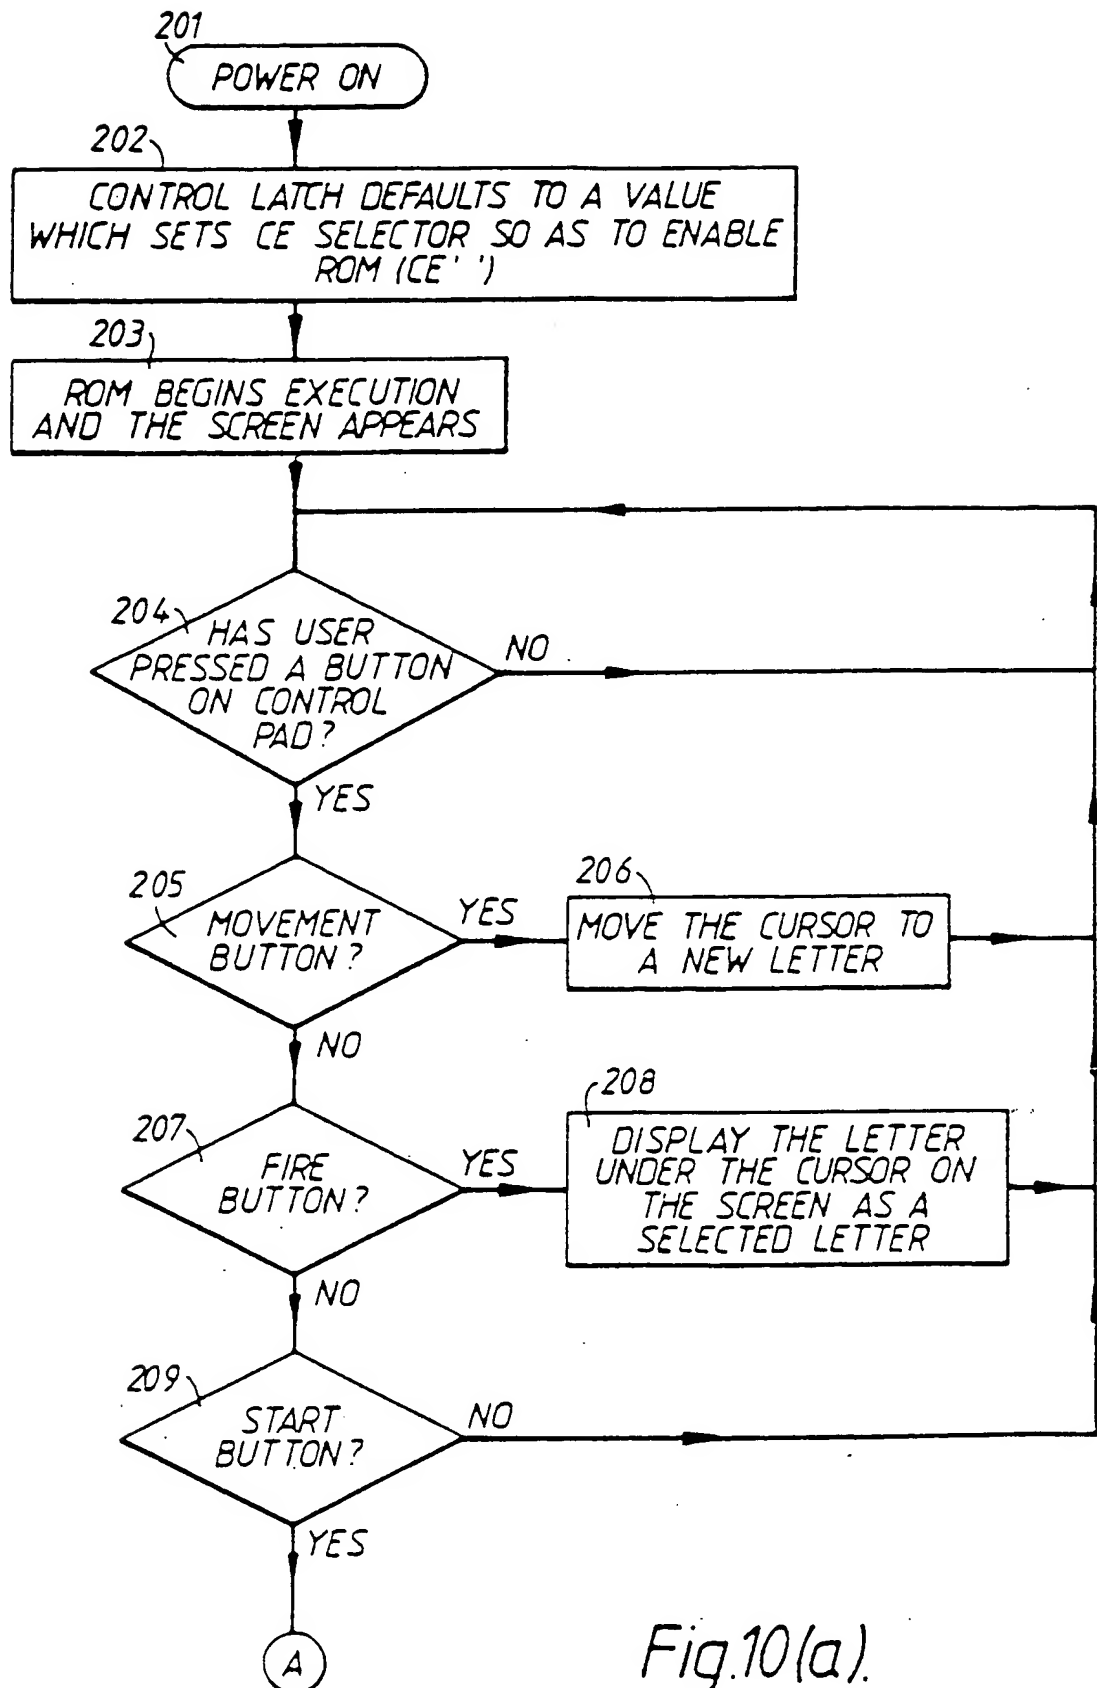 201
POWER ON
202
CONTROL LATCH DEFAULTS TO A VALUE
WHICH SETS CE SELECTOR SO AS TO ENABLE
ROM (CE' ')
203
ROM BEGINS EXECUTION
AND THE SCREEN APPEARS
204
HAS USER
PRESSED A BUTTON
ON CONTROL
PAD?
NO
YES
205
MOVEMENT
BUTTON?
YES
206
MOVE THE CURSOR TO
A NEW LETTER
NO
207
FIRE
BUTTON?
YES
208
DISPLAY THE LETTER
UNDER THE CURSOR ON
THE SCREEN AS A
SELECTED LETTER
NO
209
START
BUTTON?
NO
YES
A
Fig.10(a).